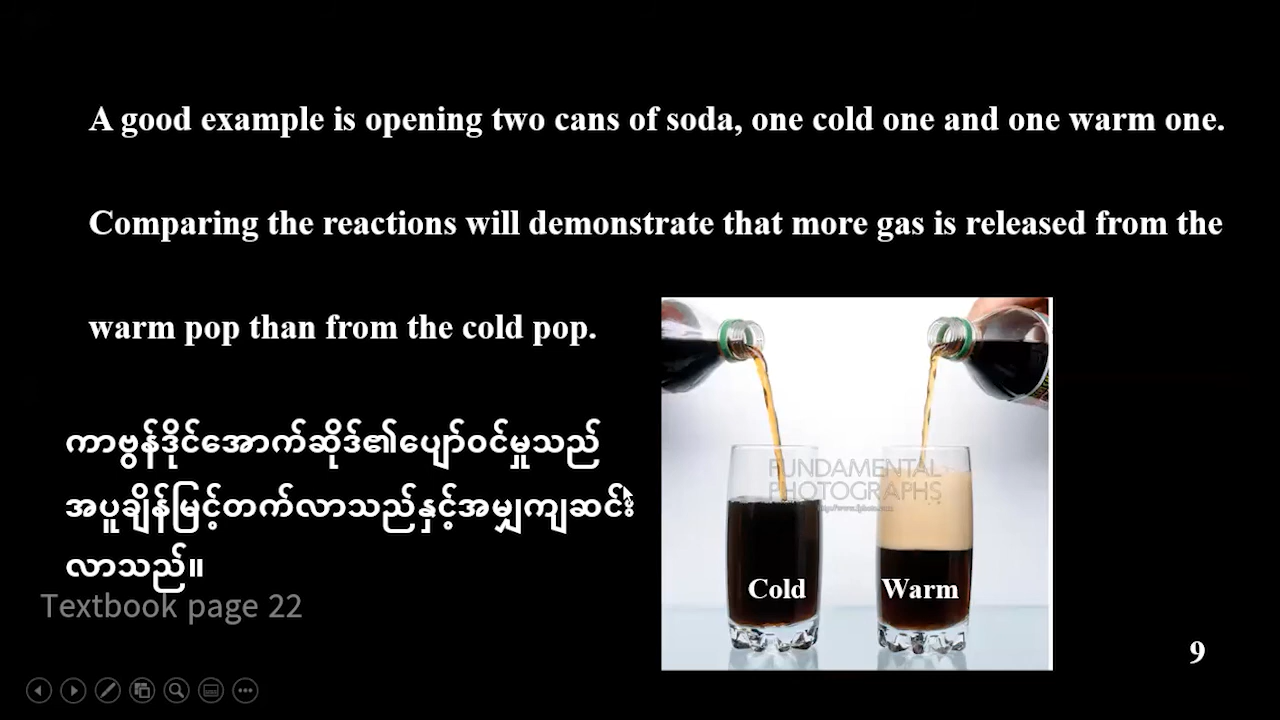 A good example is opening two cans of soda, one cold one and one warm one.
Comparing the reactions will demonstrate that more gas is released from the
warm pop than from the cold pop.
ကာဗွန်ဒိုင်အောက်ဆိုဒ်၏ပျော်ဝင်မှုသည်
အပူချိန်မြင့်တက်လာသည်နှင့်အမျှကျဆင်း
လာသည်။
Textbook page 22
FUNDAMENTAL
PHOTOGRAPHS
Cold
Warm
9